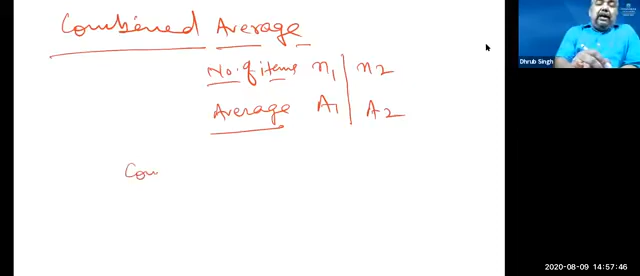 Combined Average
No. of items n1 n2
Average A1 A2
Com
Dhrub Singh
2020-08-09 14:57:46